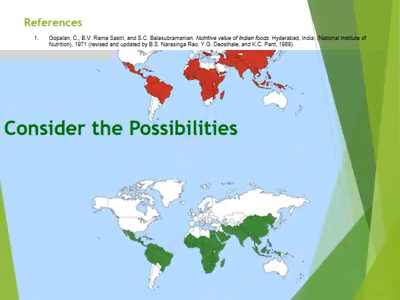 References
1. Gopalan, C., B.V. Rama Sastri, and S.C. Balasubramanian. Nutritive value of Indian foods. Hyderabad, India: (National Institute of
Nutrition), 1971 (revised and updated by B.S. Narasinga Rao, Y.G. Deosthale, and K.C. Pant, 1989).
Consider the Possibilities